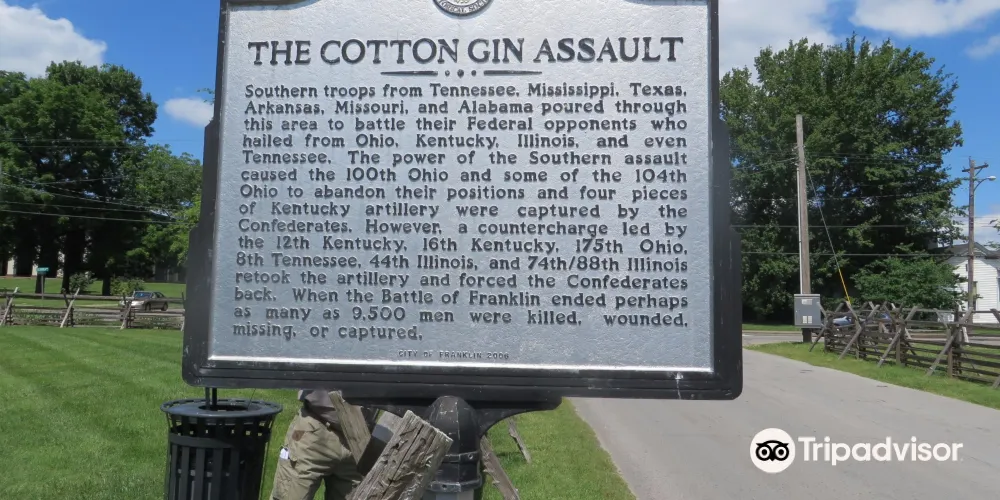 THE COTTON GIN ASSAULT
Southern troops from Tennessee, Mississippi, Texas,
Arkansas, Missouri, and Alabama poured through
this area to battle their Federal opponents who
hailed from Ohio, Kentucky, Illinois, and even
Tennessee. The power of the Southern assault
caused the 100th Ohio and some of the 104th
Ohio to abandon their positions and four pieces
of Kentucky artillery were captured by the
Confederates. However, a countercharge led by
the 12th Kentucky, 16th Kentucky, 175th Ohio,
8th Tennessee, 44th Illinois, and 74th/88th Illinois
retook the artillery and forced the Confederates
back. When the Battle of Franklin ended perhaps
as many as 9,500 men were killed, wounded,
missing, or captured.
CITY OF FRANKLIN 2008
Tripadvisor